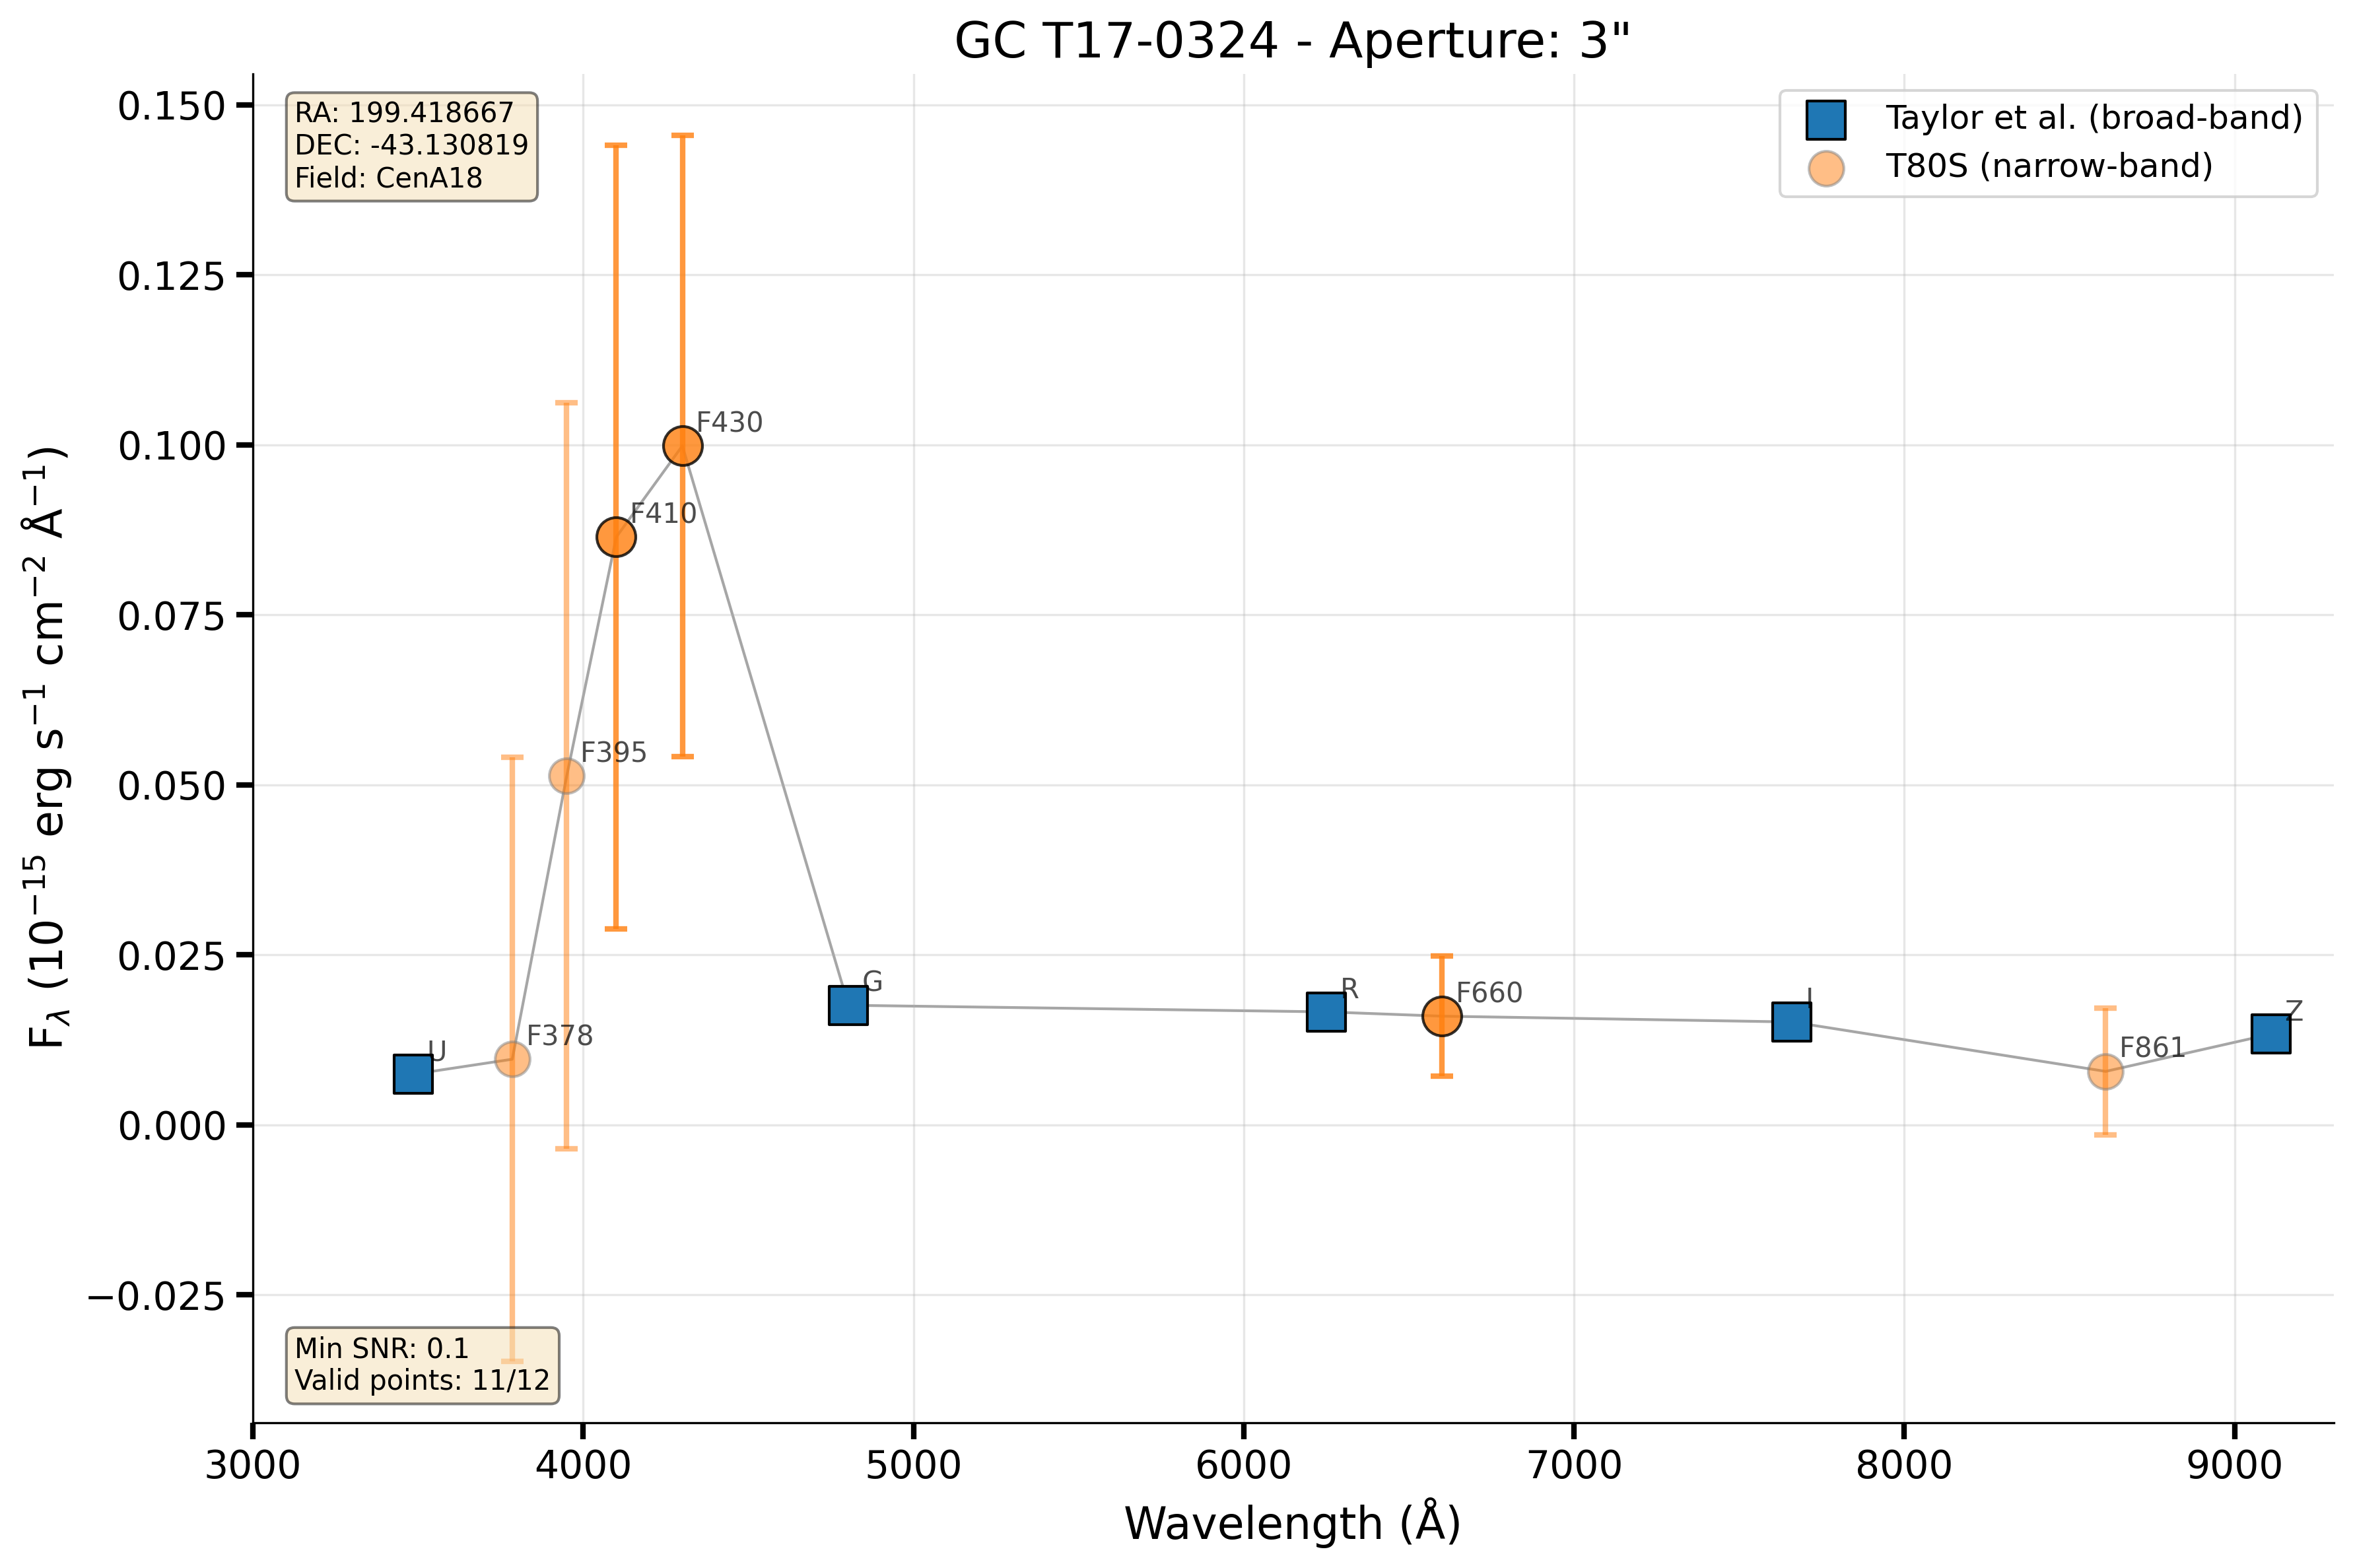 GC T17-0324 - Aperture: 3"
RA: 199.418667
DEC: -43.130819
Field: CenA18
Taylor et al. (broad-band)
T80S (narrow-band)
0.150
0.125
0.100
0.075
0.050
0.025
0.000
−0.025
F430
F410
F395
F378
U
G
R
F660
I
F861
Z
Min SNR: 0.1
Valid points: 11/12
3000 4000 5000 6000 7000 8000 9000
Wavelength (Å)
F_λ (10⁻¹⁵ erg s⁻¹ cm⁻² Å⁻¹)